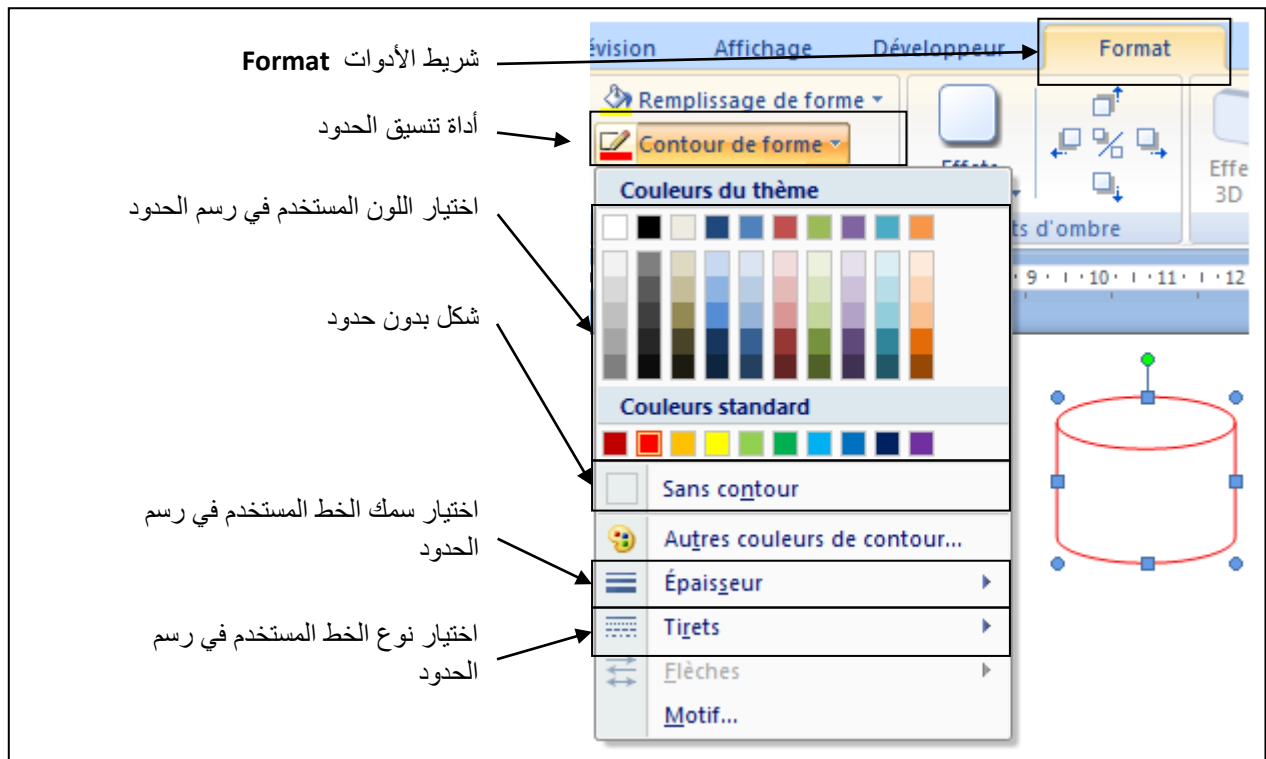 شريط الأدوات Format
أداة تنسيق الحدود
اختيار اللون المستخدم في رسم الحدود
شكل بدون حدود
اختيار سمك الخط المستخدم في رسم
الحدود
اختيار نوع الخط المستخدم في رسم
الحدود
évision Affichage Développeur Format
Remplissage de forme
Contour de forme
Effets
Effe
3D
ts d'ombre
Couleurs du thème
9 10 11 12
Couleurs standard
Sans contour
Autres couleurs de contour...
Épaisseur
Tirets
Flèches
Motif...